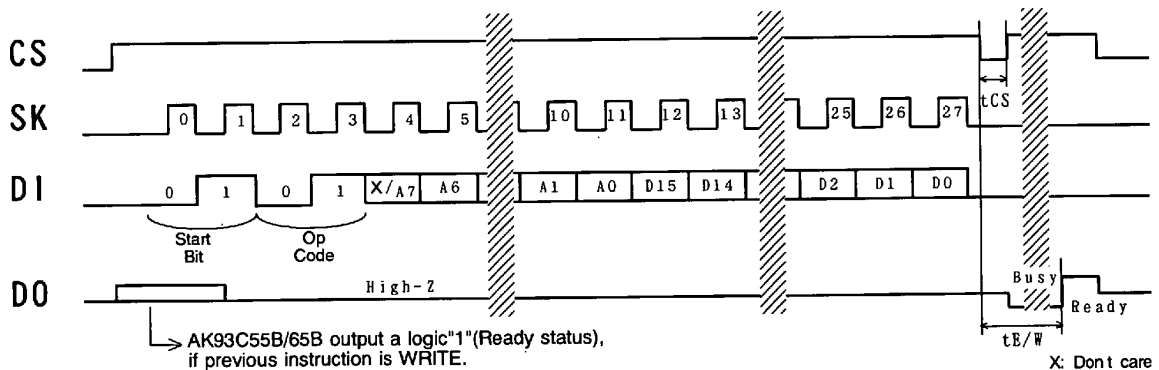 CS
tCS
SK 0 1 2 3 4 5 10 11 12 13 25 26 27
DI 0 1 0 1 X/A7 A6 A1 A0 D15 D14 D2 D1 D0
Start
Bit
Op
Code
DO High-Z Busy
Ready
AK93C55B/65B output a logic"1"(Ready status),
if previous instruction is WRITE.
tE/W
X: Don t care